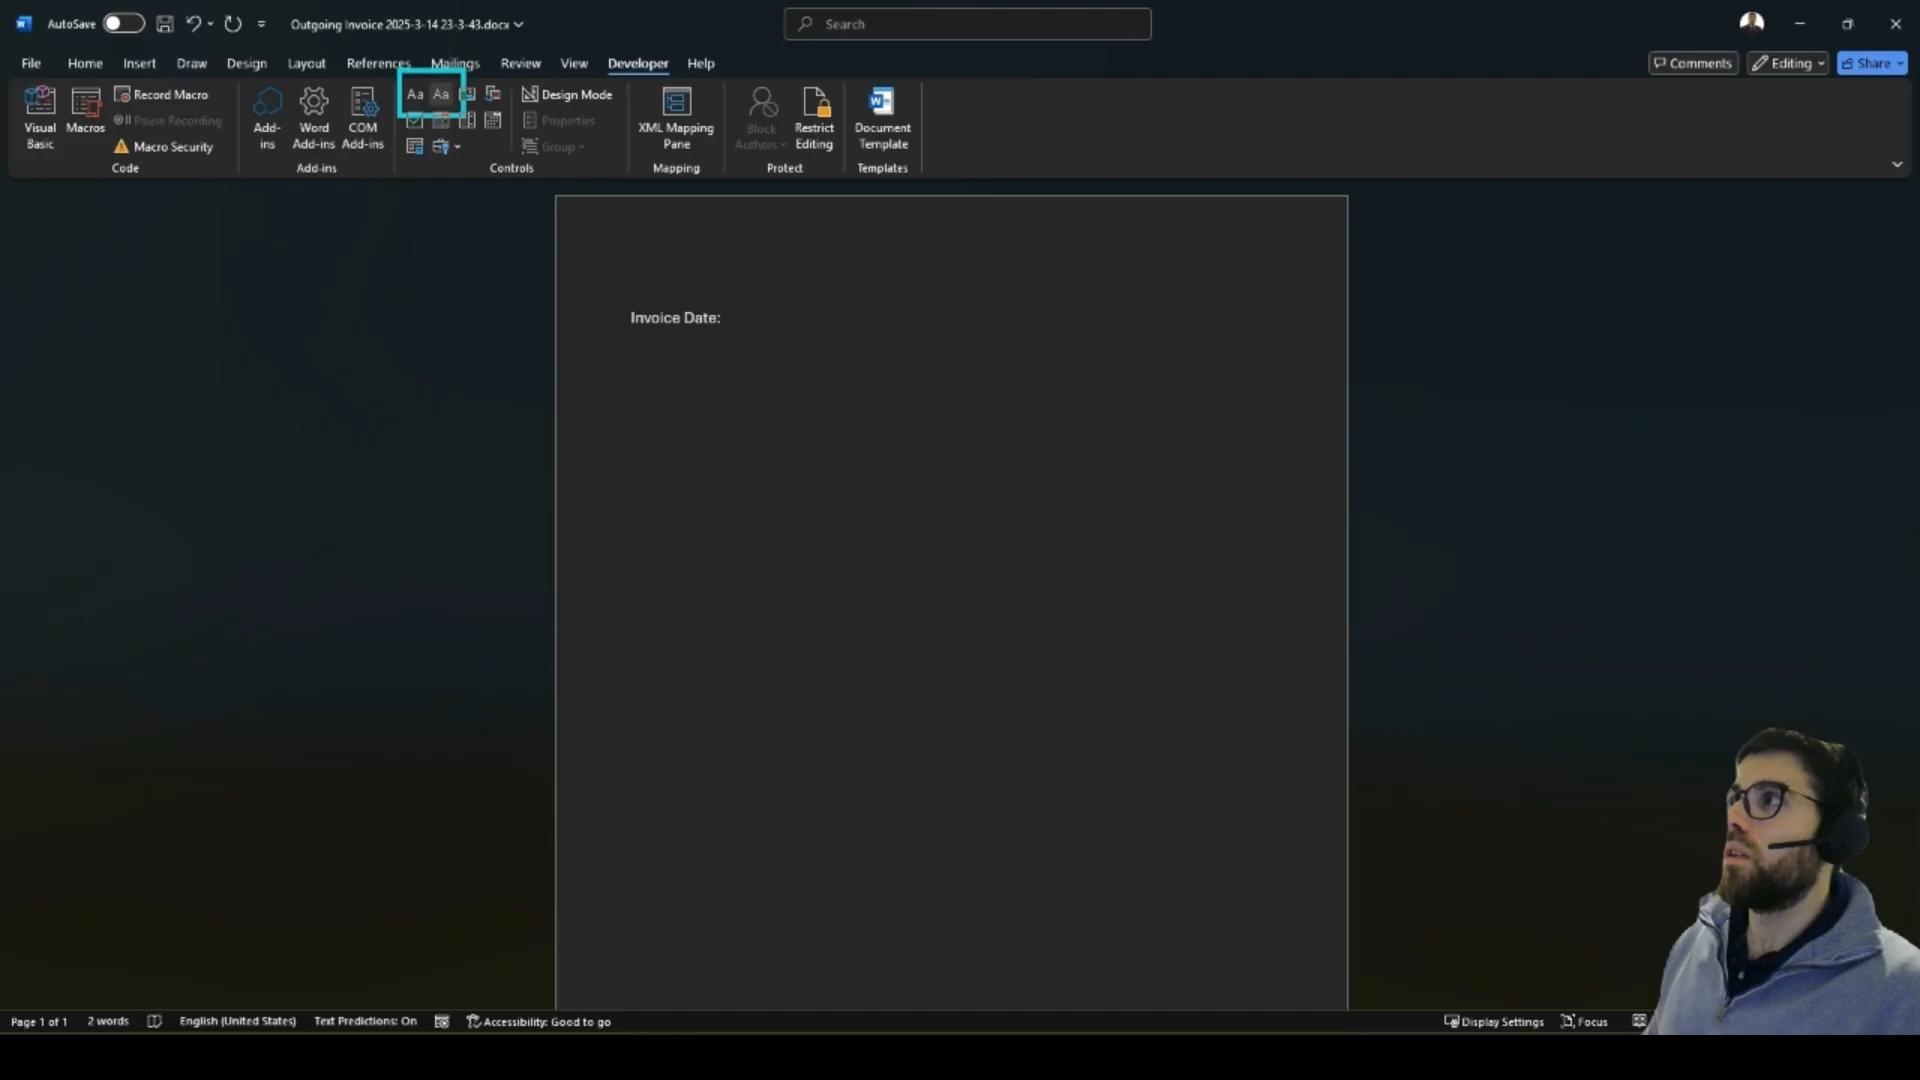 AutoSave
Outgoing Invoice 2025-3-14 23-3-43.docx
Search
File Home Insert Draw Design Layout References Mailings Review View Developer Help
Comments Editing Share
Visual Basic
Macros
Record Macro
Pause Recording
Macro Security
Code
Add-ins
Word Add-ins
COM Add-ins
Add-ins
Aa Aa
Design Mode
Properties
Group
Controls
XML Mapping Pane
Mapping
Block Authors
Restrict Editing
Protect
Document Template
Templates
Invoice Date:
Page 1 of 1 2 words English (United States) Text Predictions: On Accessibility: Good to go Display Settings Focus